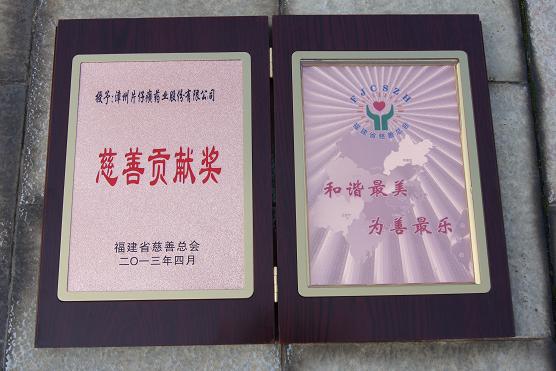 授予:漳州片仔癀药业股份有限公司
慈善贡献奖
福建省慈善总会
二〇一三年四月
FJCSZH
福建省慈善总会
和谐最美
为善最乐